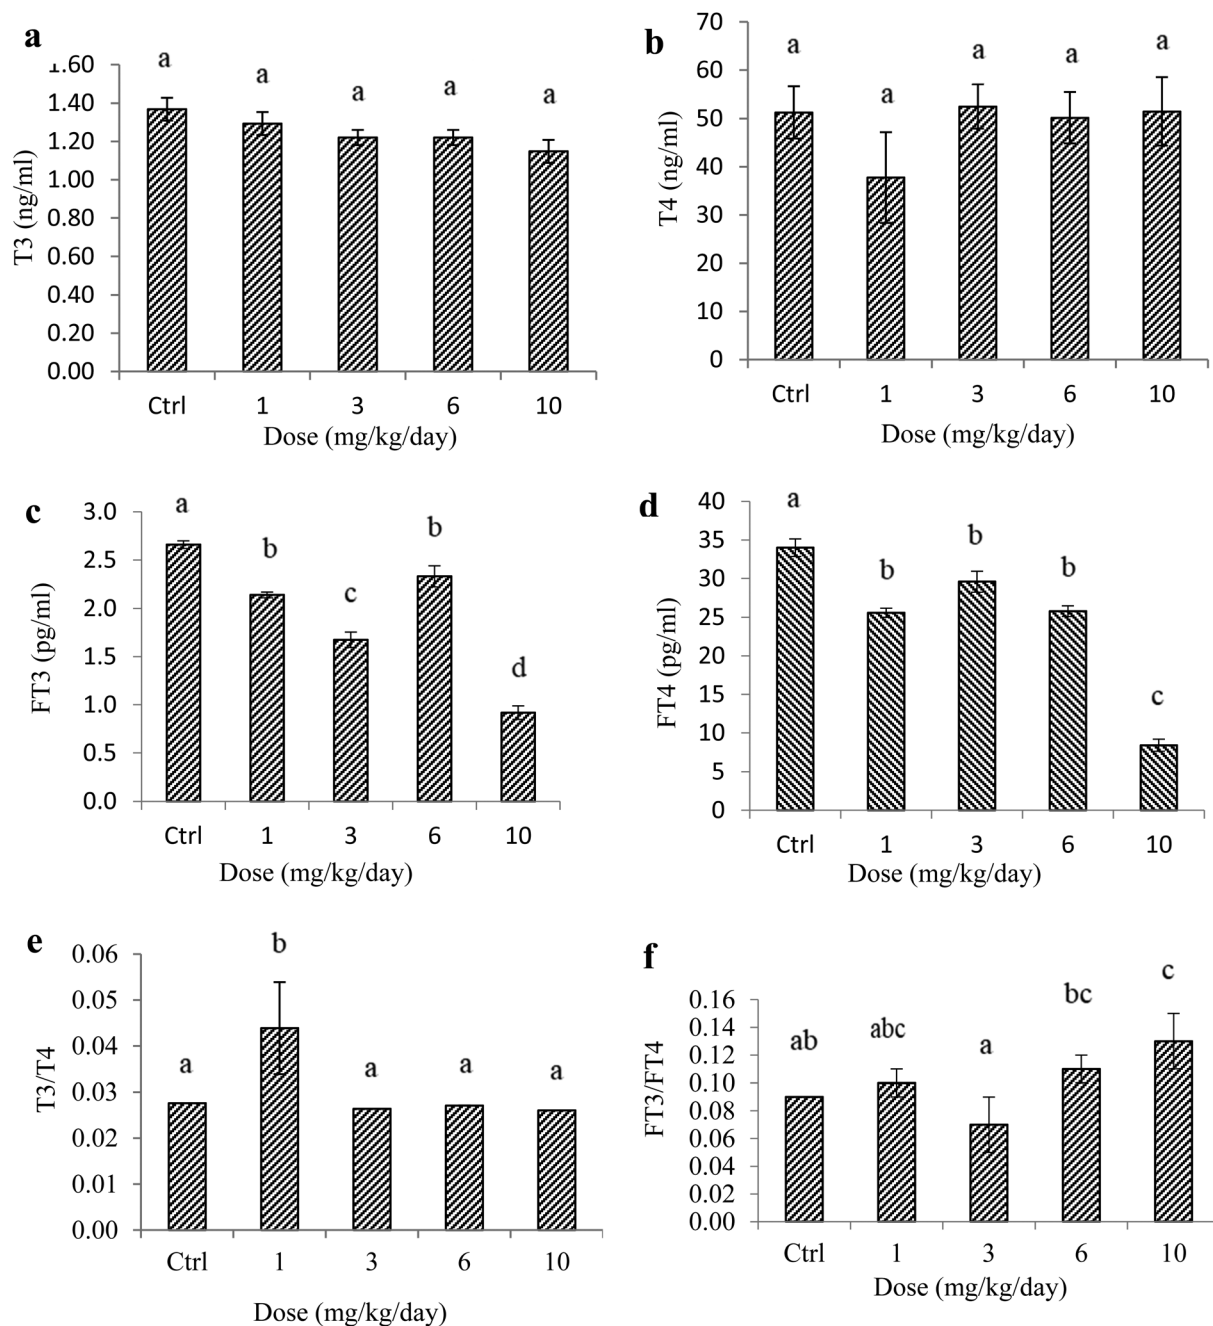 a
a a a a a
1.60
1.40
1.20
1.00
0.80
0.60
0.40
0.20
0.00
T3 (ng/ml)
Ctrl 1 3 6 10
Dose (mg/kg/day)
b
a a a a a
70
60
50
40
30
20
10
0
T4 (ng/ml)
Ctrl 1 3 6 10
Dose (mg/kg/day)
c
a b c b d
3.0
2.5
2.0
1.5
1.0
0.5
0.0
FT3 (pg/ml)
Ctrl 1 3 6 10
Dose (mg/kg/day)
d
a b b b c
40
35
30
25
20
15
10
5
0
FT4 (pg/ml)
Ctrl 1 3 6 10
Dose (mg/kg/day)
e
a b a a a
0.06
0.05
0.04
0.03
0.02
0.01
0.00
T3/T4
Ctrl 1 3 6 10
Dose (mg/kg/day)
f
ab abc a bc c
0.16
0.14
0.12
0.10
0.08
0.06
0.04
0.02
0.00
FT3/FT4
Ctrl 1 3 6 10
Dose (mg/kg/day)